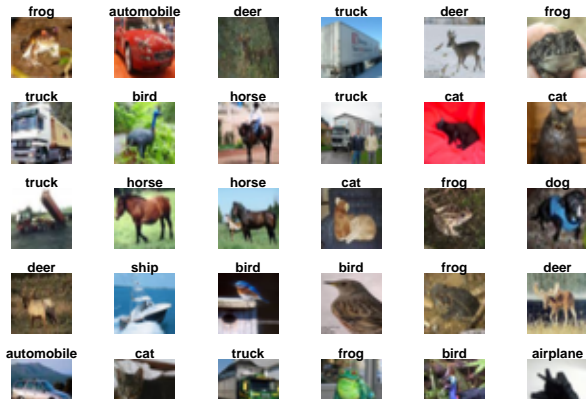 frog automobile deer truck deer frog
truck bird horse truck cat cat
truck horse horse cat frog dog
deer ship bird bird frog deer
automobile cat truck frog bird airplane